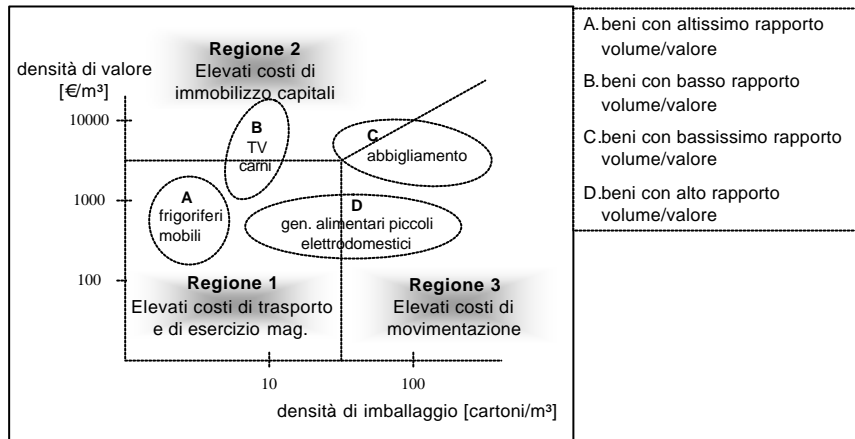 Regione 2
Elevati costi di
immobilizzo capitali
densità di valore
[€/m³]
10000
1000
100
B
TV
carni
C
abbigliamento
A
frigoriferi
mobili
D
gen. alimentari piccoli
elettrodomestici
Regione 1
Elevati costi di trasporto
e di esercizio mag.
Regione 3
Elevati costi di
movimentazione
10
100
densità di imballaggio [cartoni/m³]
A.beni con altissimo rapporto
volume/valore
B.beni con basso rapporto
volume/valore
C.beni con bassissimo rapporto
volume/valore
D.beni con alto rapporto
volume/valore